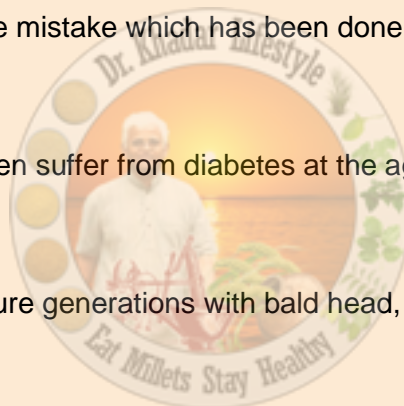 e mistake which has been done
Dr. Khadar Lifestyle
en suffer from diabetes at the ag
ure generations with bald head,
Eat Millets Stay Healthy